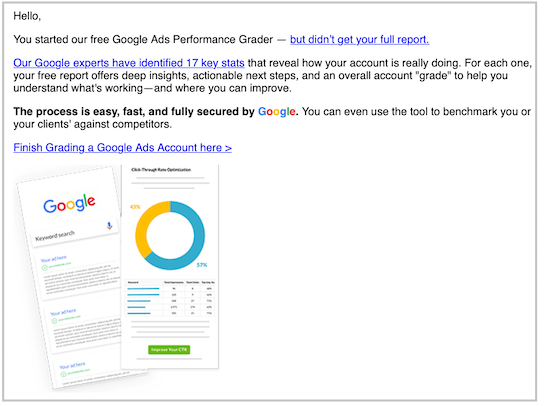 Hello,
You started our free Google Ads Performance Grader — but didn't get your full report.
Our Google experts have identified 17 key stats that reveal how your account is really doing. For each one,
your free report offers deep insights, actionable next steps, and an overall account "grade" to help you
understand what's working—and where you can improve.
The process is easy, fast, and fully secured by Google. You can even use the tool to benchmark you or
your clients' against competitors.
Finish Grading a Google Ads Account here >
Google
Keyword search
Your ad here
Your ad here
Your ad here
Click-Through Rate Optimization
43%
57%
Improve Your CTR